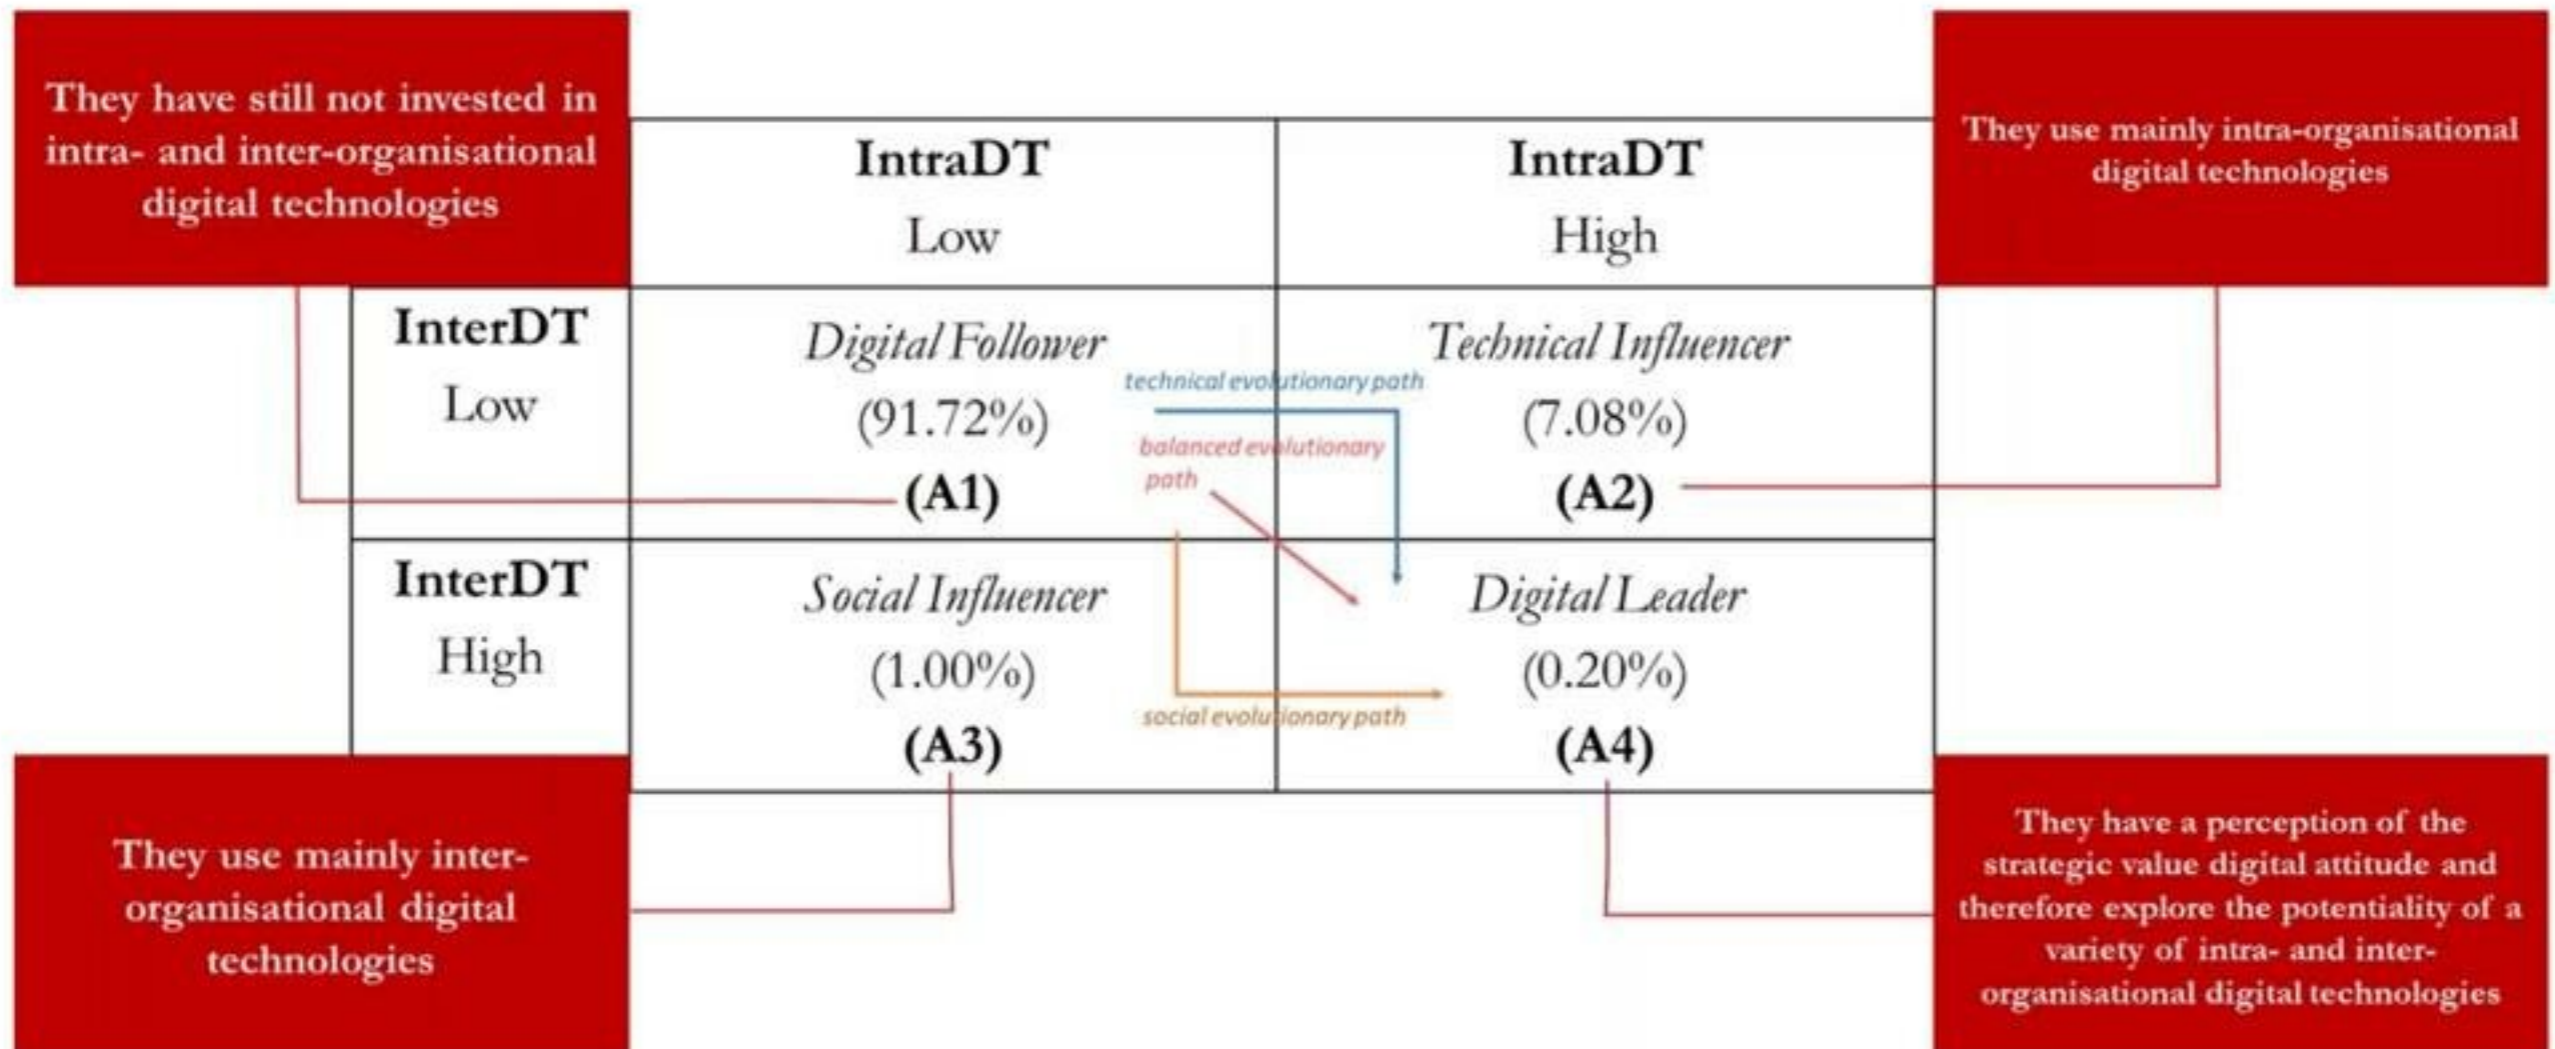 They have still not invested in
intra- and inter-organisational
digital technologies
They use mainly intra-organisational
digital technologies
IntraDT
Low
IntraDT
High
InterDT
Low
Digital Follower
(91.72%)
(A1)
technical evolutionary path
balanced evolutionary
path
Technical Influencer
(7.08%)
(A2)
InterDT
High
Social Influencer
(1.00%)
(A3)
social evolutionary path
Digital Leader
(0.20%)
(A4)
They use mainly inter-
organisational digital
technologies
They have a perception of the
strategic value digital attitude and
therefore explore the potentiality of a
variety of intra- and inter-
organisational digital technologies